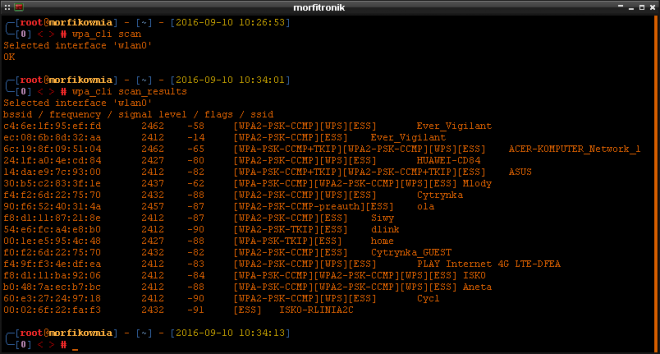 morfitronik
[root@morfikownia] - [~] - [2016-09-10 10:26:53]
[0] < > # wpa_cli scan
Selected interface 'wlan0'
OK
[root@morfikownia] - [~] - [2016-09-10 10:34:01]
[0] < > # wpa_cli scan_results
Selected interface 'wlan0'
bssid / frequency / signal level / flags / ssid
c4:6e:1f:95:ef:fd 2462 -58 [WPA2-PSK-CCMP][WPS][ESS] Ever_Vigilant
ec:08:6b:8d:32:aa 2412 -14 [WPA2-PSK-CCMP][ESS] Ever_Vigilant
6c:19:8f:09:51:04 2462 -65 [WPA-PSK-CCMP+TKIP][WPA2-PSK-CCMP][WPS][ESS] ACER-KOMPUTER_Network_1
24:1f:a0:4e:cd:84 2427 -80 [WPA2-PSK-CCMP][WPS][ESS] HUAWEI-CD84
14:da:e9:7c:93:00 2412 -82 [WPA-PSK-CCMP+TKIP][WPA2-PSK-CCMP+TKIP][ESS] ASUS
30:b5:c2:83:3f:1e 2437 -62 [WPA-PSK-CCMP][WPA2-PSK-CCMP][WPS][ESS] Mlody
f4:f2:6d:22:75:70 2432 -88 [WPA2-PSK-CCMP][WPS][ESS] Cytrynka
90:f6:52:40:31:4a 2457 -87 [WPA2-PSK-CCMP-preauth][ESS] ola
f8:d1:11:87:21:8e 2412 -87 [WPA2-PSK-CCMP][ESS] Siwy
54:e6:fc:a4:e8:b0 2412 -90 [WPA2-PSK-TKIP][ESS] dlink
00:1e:e5:95:4c:48 2427 -88 [WPA-PSK-TKIP][ESS] home
f0:f2:6d:22:75:70 2432 -82 [WPA2-PSK-CCMP][ESS] Cytrynka_GUEST
f4:9f:f3:4e:df:ea 2412 -83 [WPA2-PSK-CCMP][WPS][ESS] PLAY Internet 4G LTE-DFEA
f8:d1:11:ba:92:06 2412 -84 [WPA-PSK-CCMP][WPA2-PSK-CCMP][WPS][ESS] ISKO
b0:48:7a:ec:b7:bc 2412 -88 [WPA-PSK-CCMP][WPA2-PSK-CCMP][WPS][ESS] Aneta
60:e3:27:24:97:18 2412 -90 [WPA2-PSK-CCMP][WPS][ESS] Cycl
00:02:6f:22:fa:f3 2432 -91 [ESS] ISKO-RLINIA2C
[root@morfikownia] - [~] - [2016-09-10 10:34:13]
[0] < > #